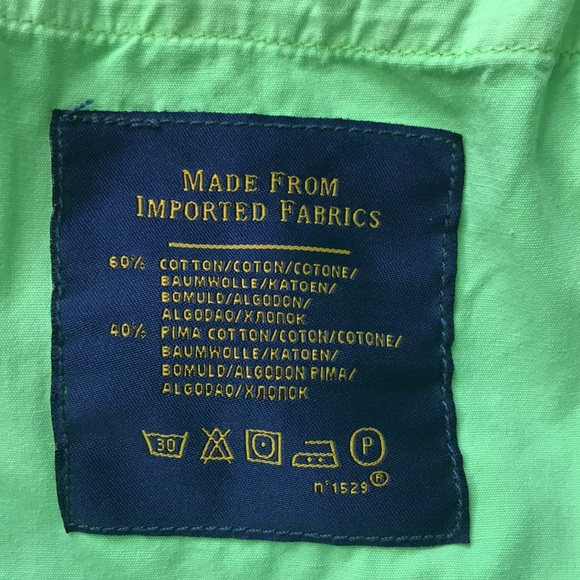 MADE FROM
IMPORTED FABRICS
60% COTTON/COTON/COTONE/
BAUMWOLLE/KATOEN/
BOMULD/ALGODON/
ALGODAO/ХЛОПОК
40% PIMA COTTON/COTON/COTONE/
BAUMWOLLE/KATOEN/
BOMULD/ALGODON PIMA/
ALGODAO/ХЛОПОК
30 P
n°1529®